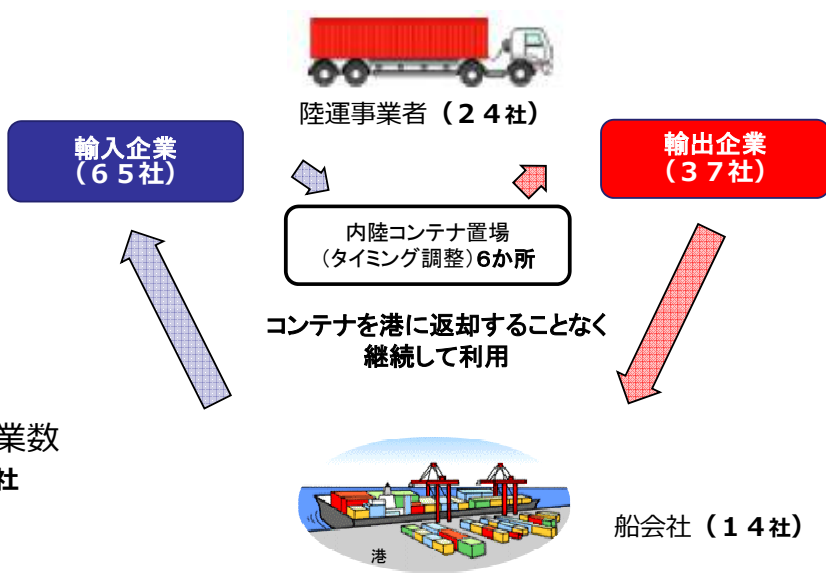 陸運事業者（２４社）
輸入企業
（６５社）
輸出企業
（３７社）
内陸コンテナ置場
（タイミング調整）６か所
コンテナを港に返却することなく
継続して利用
業数
社
港
船会社（１４社）